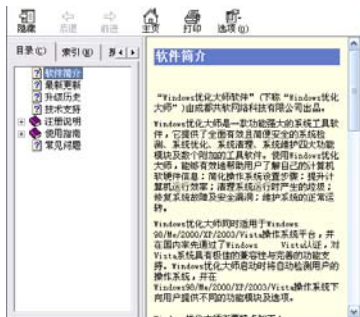 隐藏 后退 前进 主页 打印 选项(O)
目录(C) 索引(N)
软件简介
最新更新
升级历史
技术支持
注册说明
使用指南
常见问题
软件简介
“Windows优化大师软件”（下称“Windows优化
大师”）由成都共软网络科技有限公司出品。
Windows优化大师是一款功能强大的系统工具软
件，它提供了全面有效且简便安全的系统检
测、系统优化、系统清理、系统维护四大功能
模块及数个附加的工具软件。使用Windows优化
大师，能够有效地帮助用户了解自己的计算机
软硬件信息；简化操作系统设置步骤；提升计
算机运行效率；清理系统运行时产生的垃圾；
修复系统故障及安全漏洞；维护系统的正常运
转。
Windows优化大师同时适用于Windows
98/Me/2000/XP/2003/Vista操作系统平台，并
在国内率先通过了Windows Vista认证，对
Vista系统具有极佳的兼容性与完善的功能支
持。Windows优化大师启动时将自动检测用户的
操作系统，并在
Windows98/Me/2000/XP/2003/Vista操作系统下
向用户提供不同的功能模块及选项。